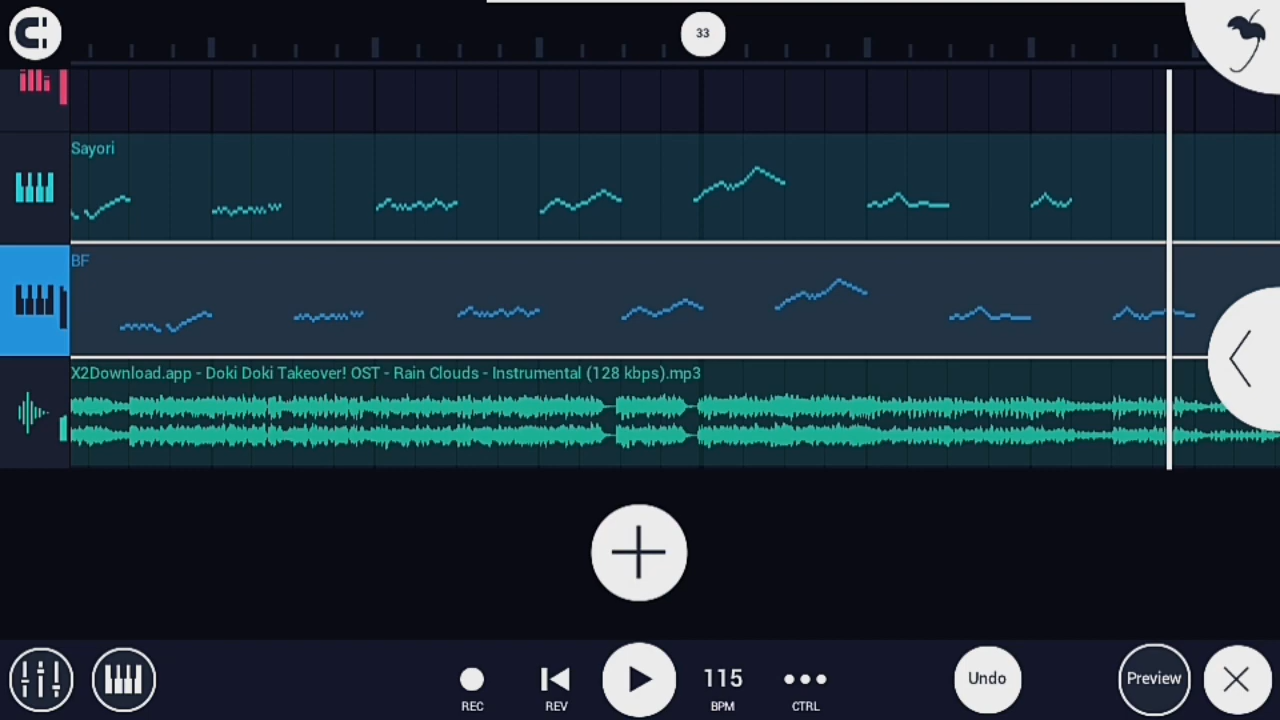 33
Sayori
BF
X2Download.app - Doki Doki Takeover! OST - Rain Clouds - Instrumental (128 kbps).mp3
REC
REV
115
BPM
CTRL
Undo
Preview